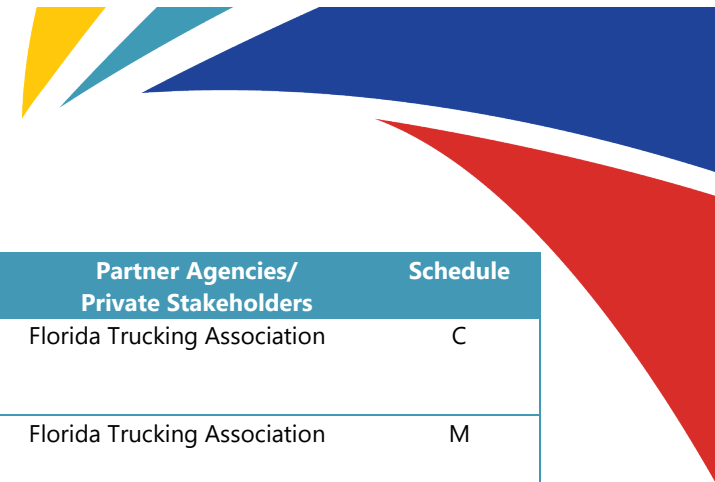 Partner Agencies/ Schedule
Private Stakeholders
Florida Trucking Association C
Florida Trucking Association M